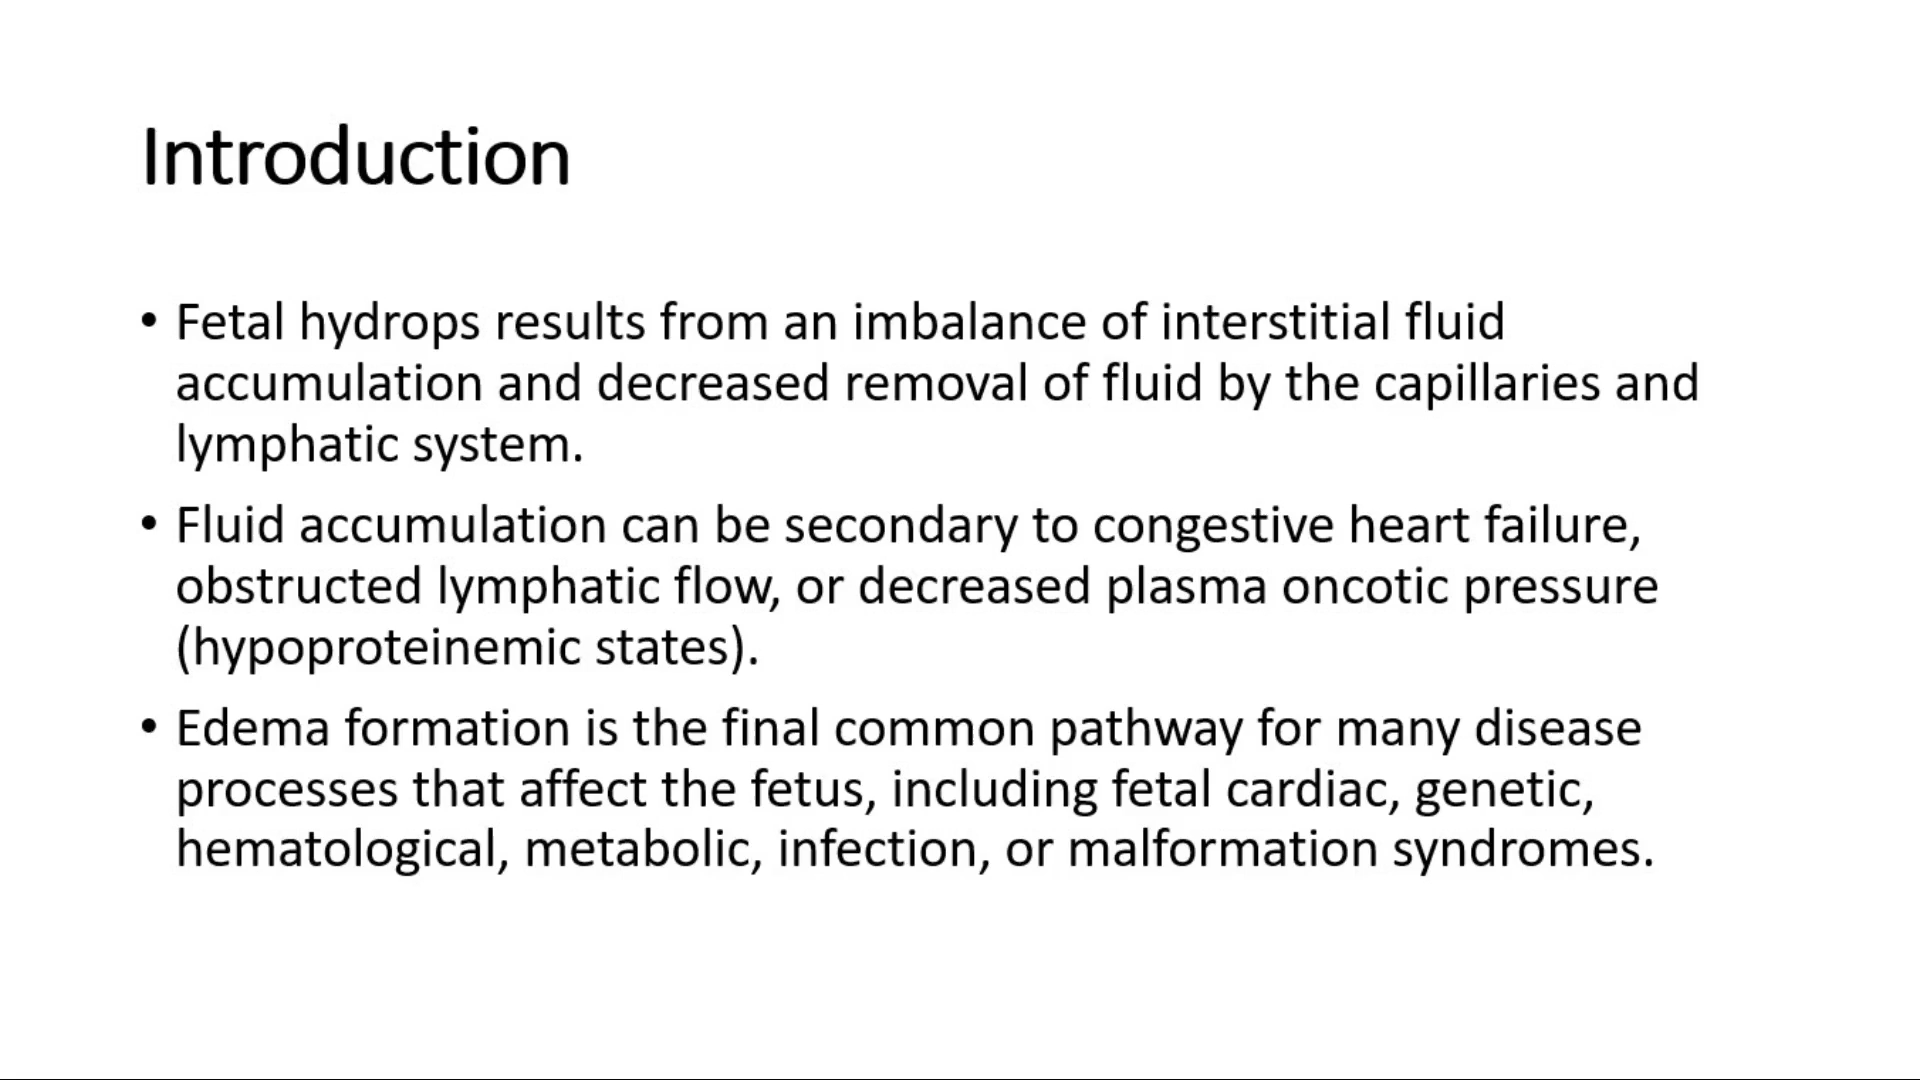 Introduction
• Fetal hydrops results from an imbalance of interstitial fluid
accumulation and decreased removal of fluid by the capillaries and
lymphatic system.
• Fluid accumulation can be secondary to congestive heart failure,
obstructed lymphatic flow, or decreased plasma oncotic pressure
(hypoproteinemic states).
• Edema formation is the final common pathway for many disease
processes that affect the fetus, including fetal cardiac, genetic,
hematological, metabolic, infection, or malformation syndromes.